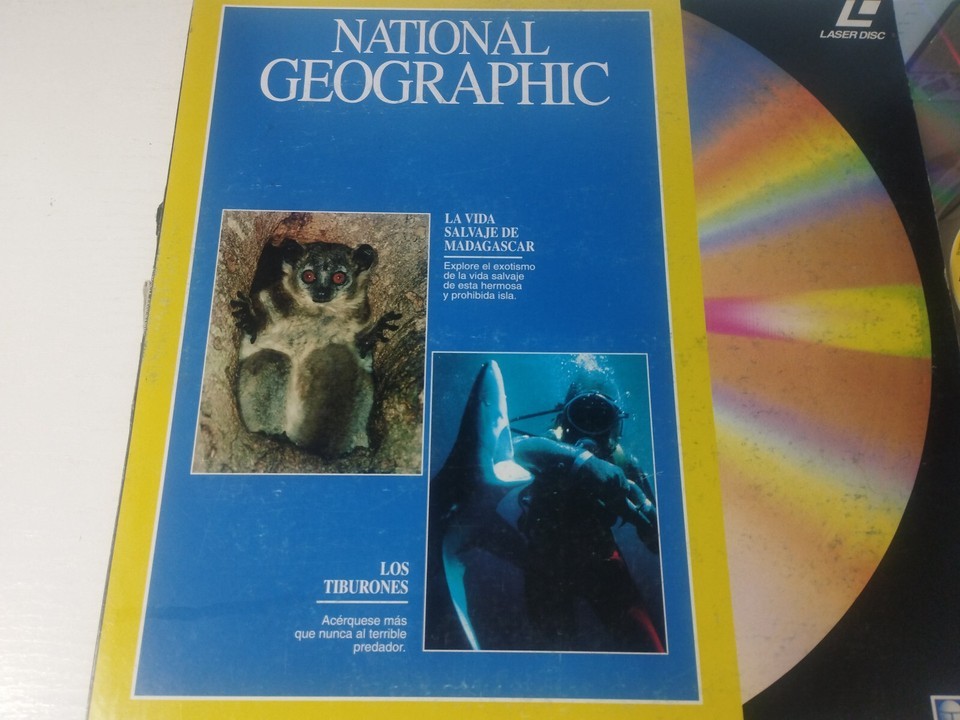 NATIONAL
GEOGRAPHIC
LASER DISC
LA VIDA
SALVAJE DE
MADAGASCAR
Explore el exotismo
de la vida salvaje
de esta hermosa
y prohibida isla.
LOS
TIBURONES
Acérquese más
que nunca al terrible
predador.